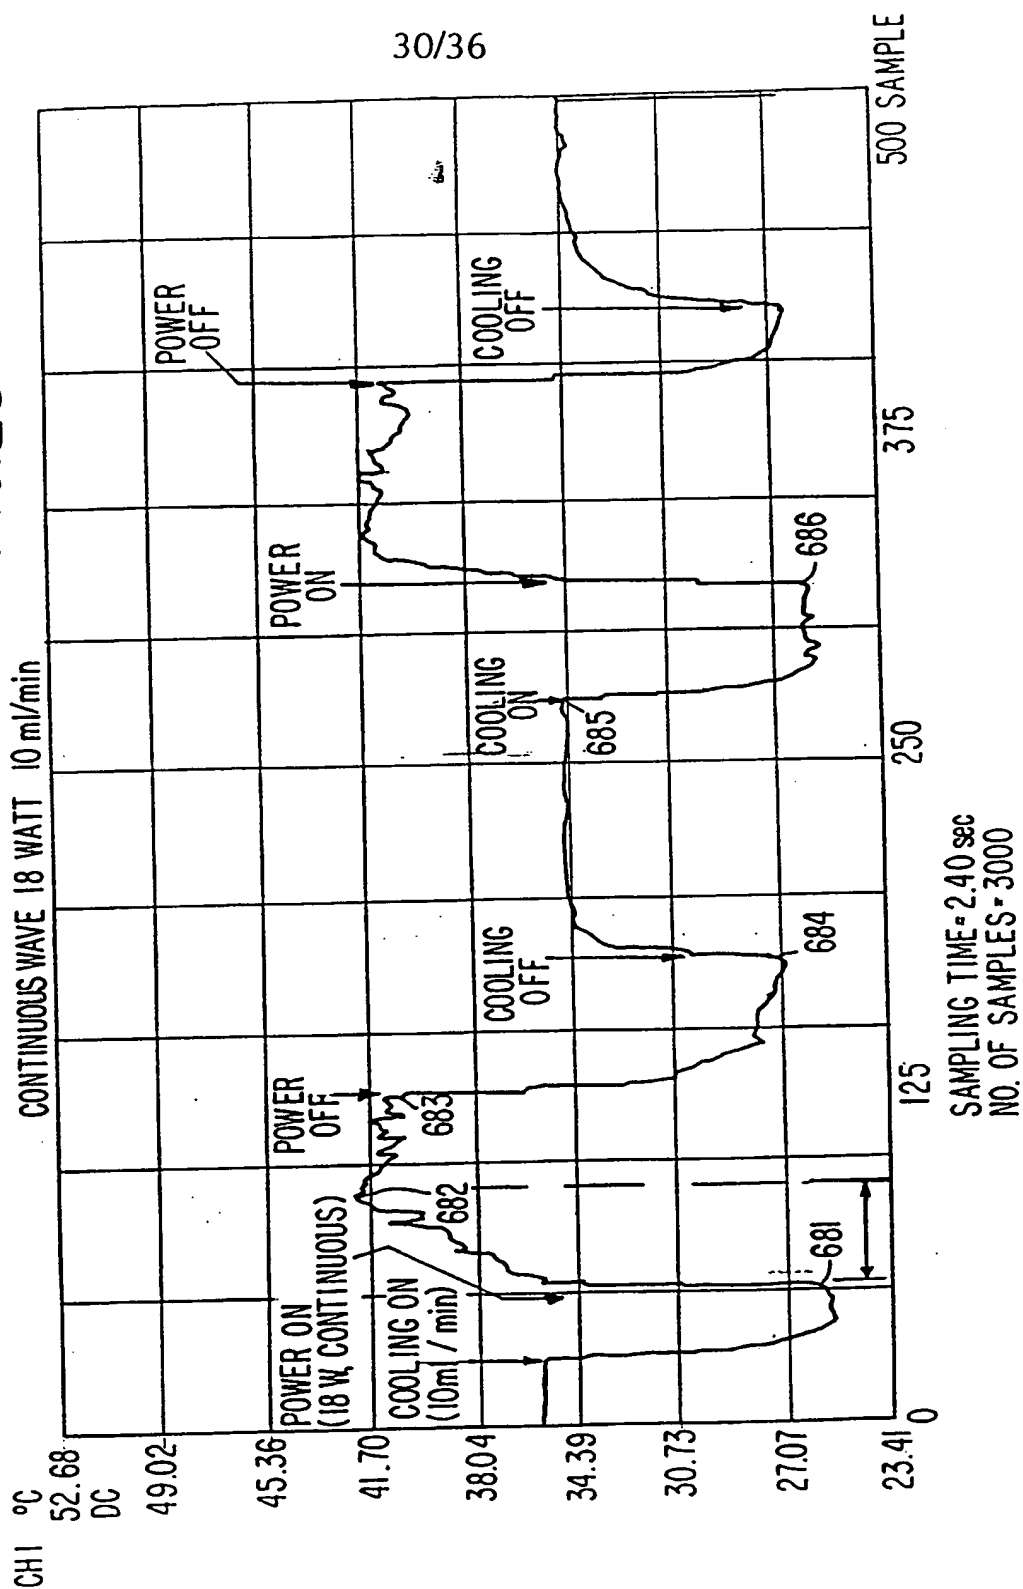 30/36
CONTINUOUS WAVE 18 WATT 10 ml/min
CH1 °C
52.68
DC
49.02
45.36
41.70
38.04
34.39
30.73
27.07
23.41
POWER ON
(18 W, CONTINUOUS)
COOLING ON
(10ml / min)
681
682
683
POWER
OFF
COOLING
OFF
684
COOLING
ON
685
POWER
ON
686
POWER
OFF
COOLING
OFF
0
125
250
375
500 SAMPLE
SAMPLING TIME=2.40 sec
NO. OF SAMPLES=3000